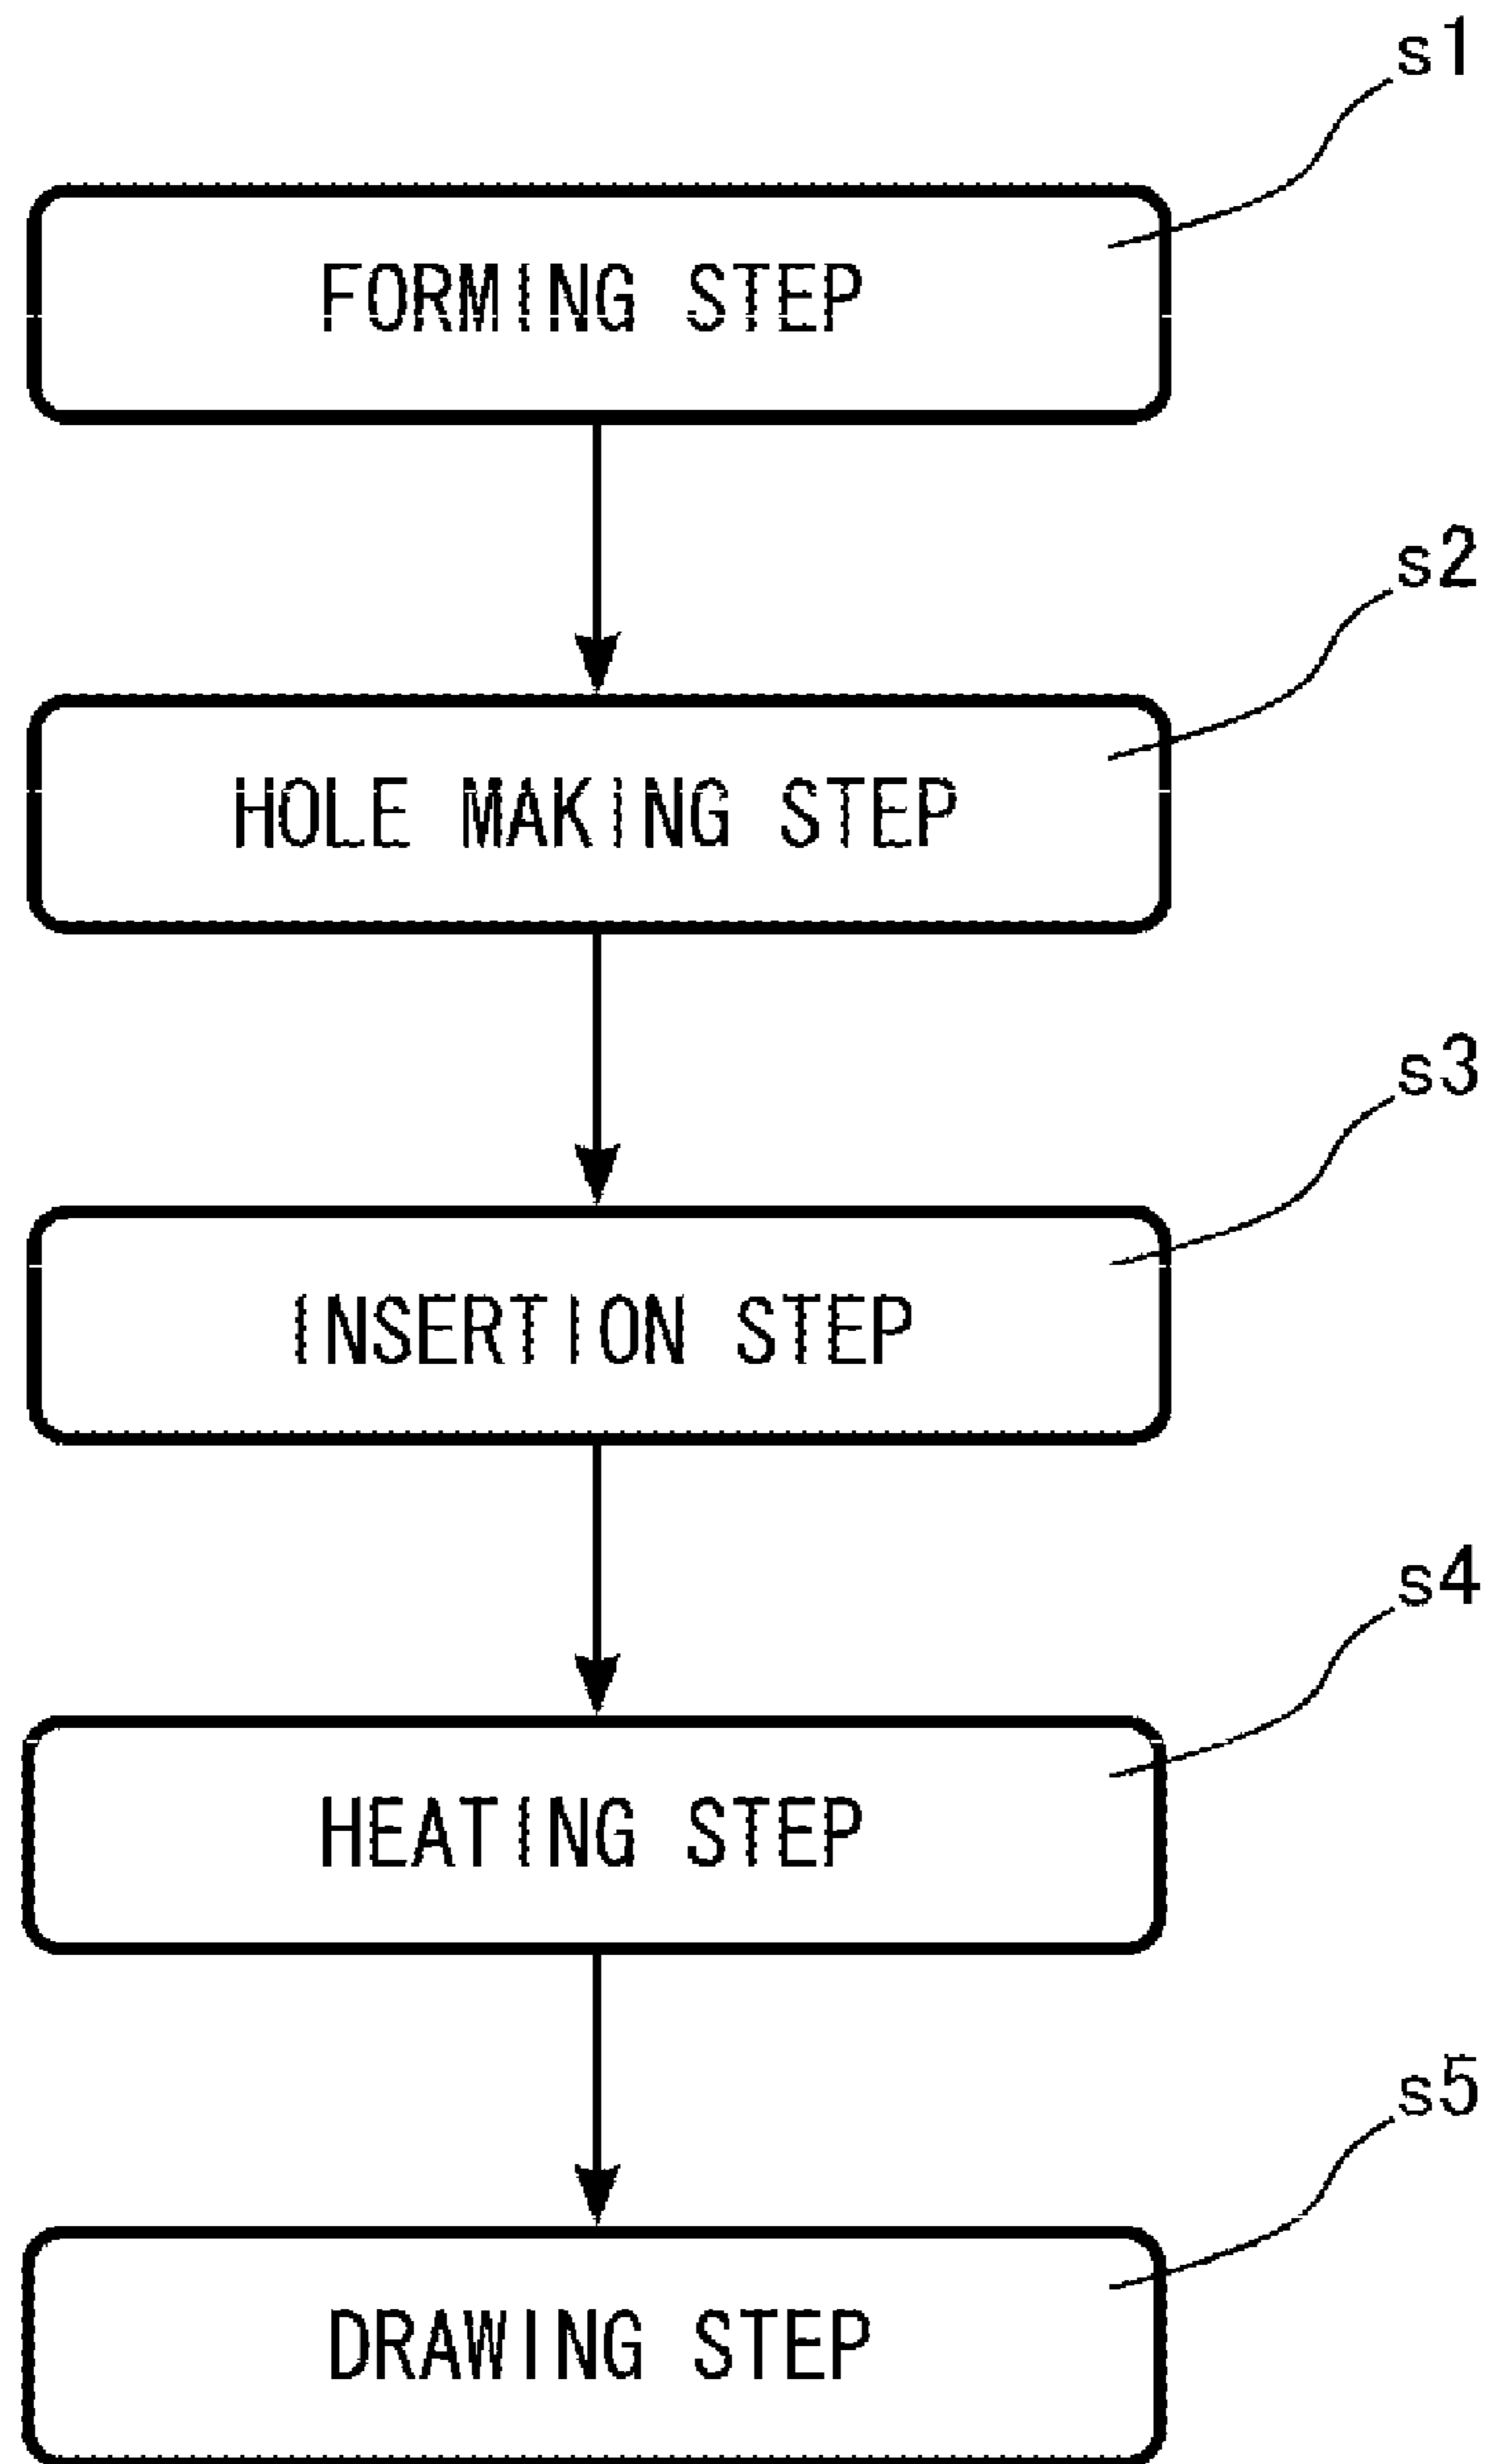 s1
FORMING STEP
s2
HOLE MAKING STEP
s3
INSERTION STEP
s4
HEATING STEP
s5
DRAWING STEP